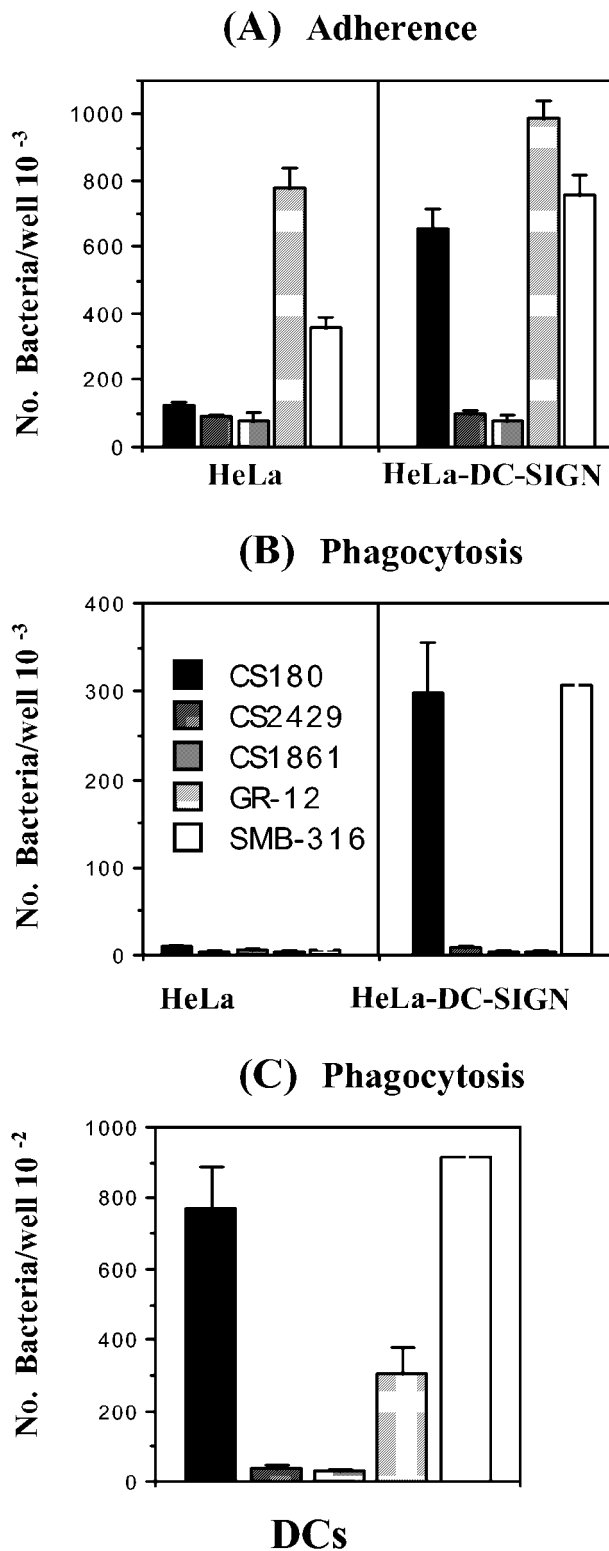 (A) Adherence
No. Bacteria/well 10 -3
1000
800
600
400
200
0
HeLa
HeLa-DC-SIGN
(B) Phagocytosis
No. Bacteria/well 10 -3
400
300
200
100
0
CS180
CS2429
CS1861
GR-12
SMB-316
HeLa
HeLa-DC-SIGN
(C) Phagocytosis
No. Bacteria/well 10 -2
1000
800
600
400
200
0
DCs